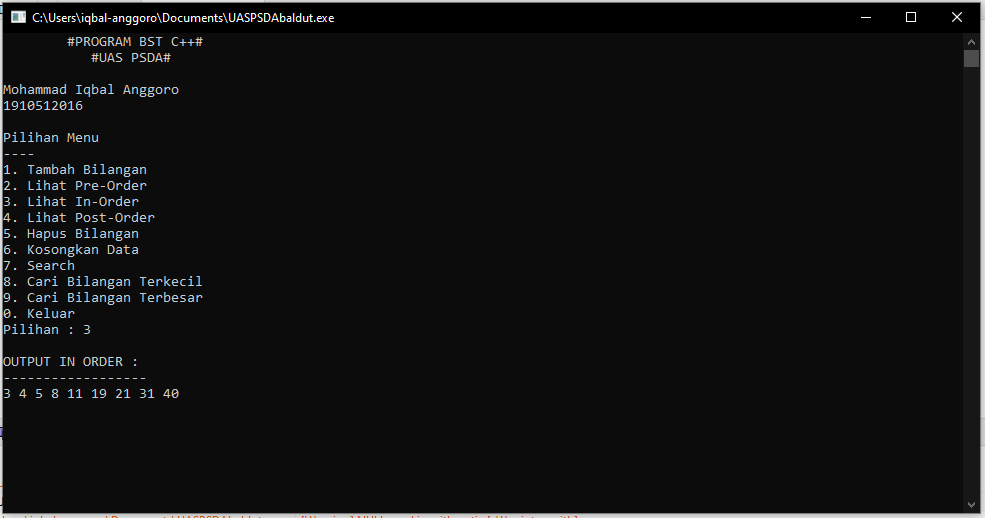 C:\Users\iqbal-anggoro\Documents\UASPSDAbaldut.exe
#PROGRAM BST C++#
#UAS PSDA#
Mohammad Iqbal Anggoro
1910512016
Pilihan Menu
----
1. Tambah Bilangan
2. Lihat Pre-Order
3. Lihat In-Order
4. Lihat Post-Order
5. Hapus Bilangan
6. Kosongkan Data
7. Search
8. Cari Bilangan Terkecil
9. Cari Bilangan Terbesar
0. Keluar
Pilihan : 3
OUTPUT IN ORDER :
------------------
3 4 5 8 11 19 21 31 40